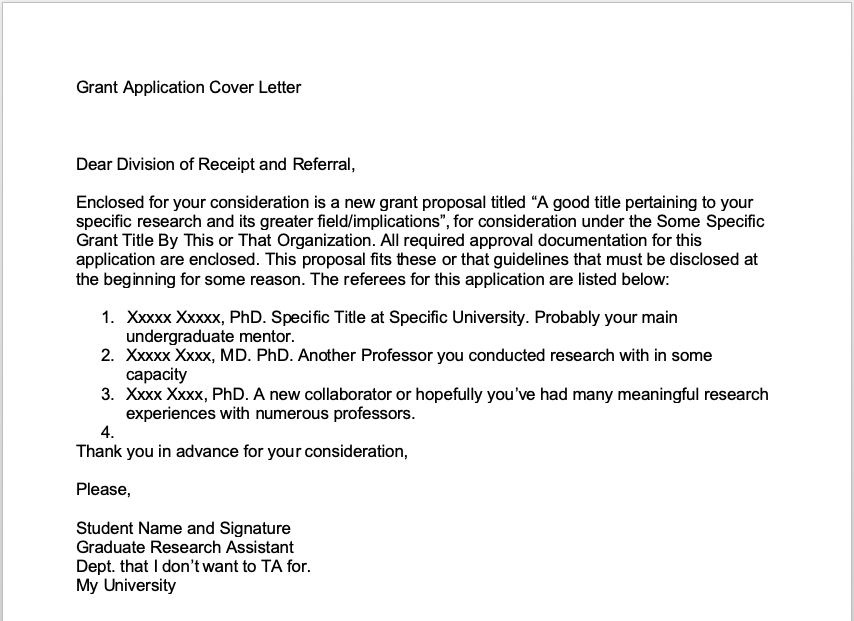 Grant Application Cover Letter
Dear Division of Receipt and Referral,
Enclosed for your consideration is a new grant proposal titled “A good title pertaining to your
specific research and its greater field/implications”, for consideration under the Some Specific
Grant Title By This or That Organization. All required approval documentation for this
application are enclosed. This proposal fits these or that guidelines that must be disclosed at
the beginning for some reason. The referees for this application are listed below:
1. Xxxxx Xxxxx, PhD. Specific Title at Specific University. Probably your main
undergraduate mentor.
2. Xxxxx Xxxx, MD. PhD. Another Professor you conducted research with in some
capacity
3. Xxxx Xxxx, PhD. A new collaborator or hopefully you’ve had many meaningful research
experiences with numerous professors.
4.
Thank you in advance for your consideration,
Please,
Student Name and Signature
Graduate Research Assistant
Dept. that I don’t want to TA for.
My University